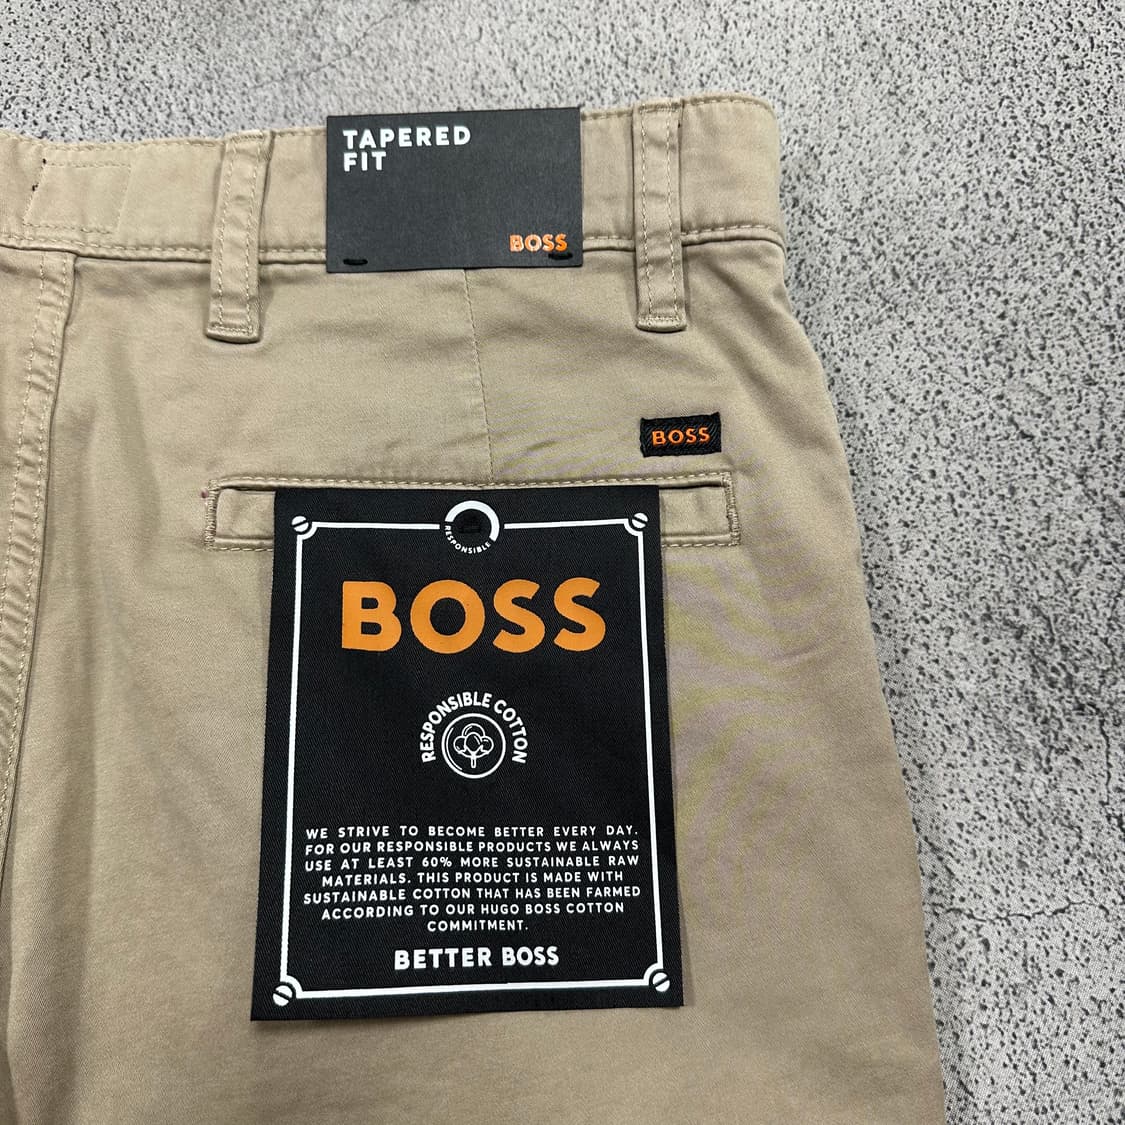 TAPERED
FIT
BOSS
BOSS
RESPONSIBLE
BOSS
RESPONSIBLE COTTON
WE STRIVE TO BECOME BETTER EVERY DAY.
FOR OUR RESPONSIBLE PRODUCTS WE ALWAYS
USE AT LEAST 60% MORE SUSTAINABLE RAW
MATERIALS. THIS PRODUCT IS MADE WITH
SUSTAINABLE COTTON THAT HAS BEEN FARMED
ACCORDING TO OUR HUGO BOSS COTTON
COMMITMENT.
BETTER BOSS